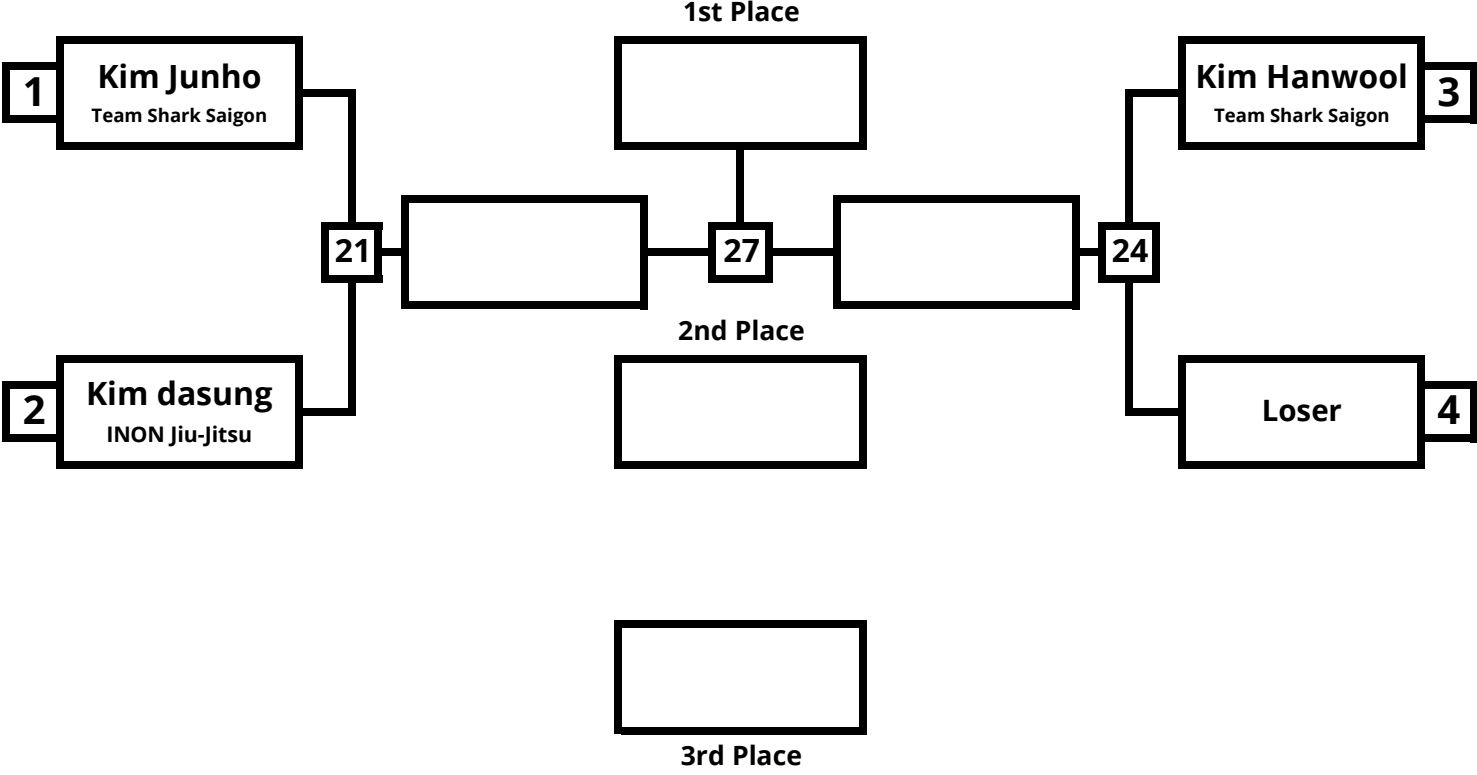 1st Place
1
Kim Junho
Team Shark Saigon
Kim Hanwool
Team Shark Saigon
3
21
27
24
2nd Place
2
Kim dasung
INON Jiu-Jitsu
Loser
4
3rd Place